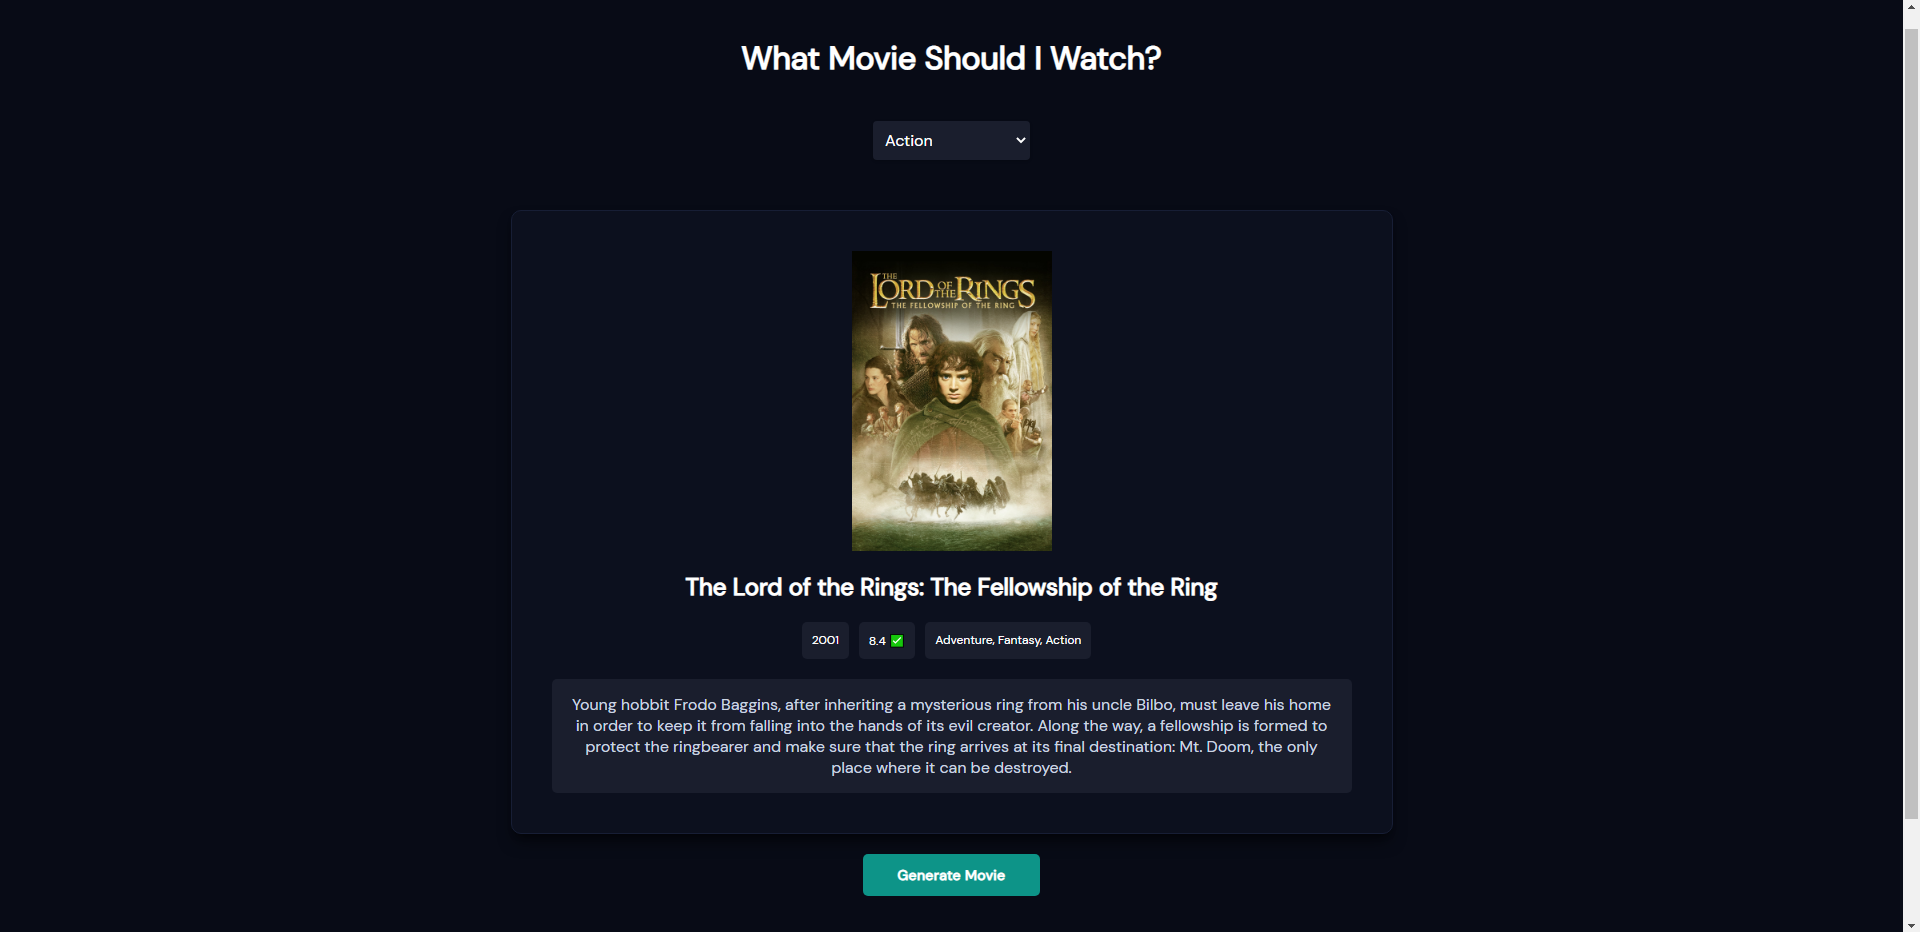 What Movie Should I Watch?
Action
THE
LORD OF THE RINGS
THE FELLOWSHIP OF THE RING
The Lord of the Rings: The Fellowship of the Ring
2001 8.4 ✅ Adventure, Fantasy, Action
Young hobbit Frodo Baggins, after inheriting a mysterious ring from his uncle Bilbo, must leave his home
in order to keep it from falling into the hands of its evil creator. Along the way, a fellowship is formed to
protect the ringbearer and make sure that the ring arrives at its final destination: Mt. Doom, the only
place where it can be destroyed.
Generate Movie